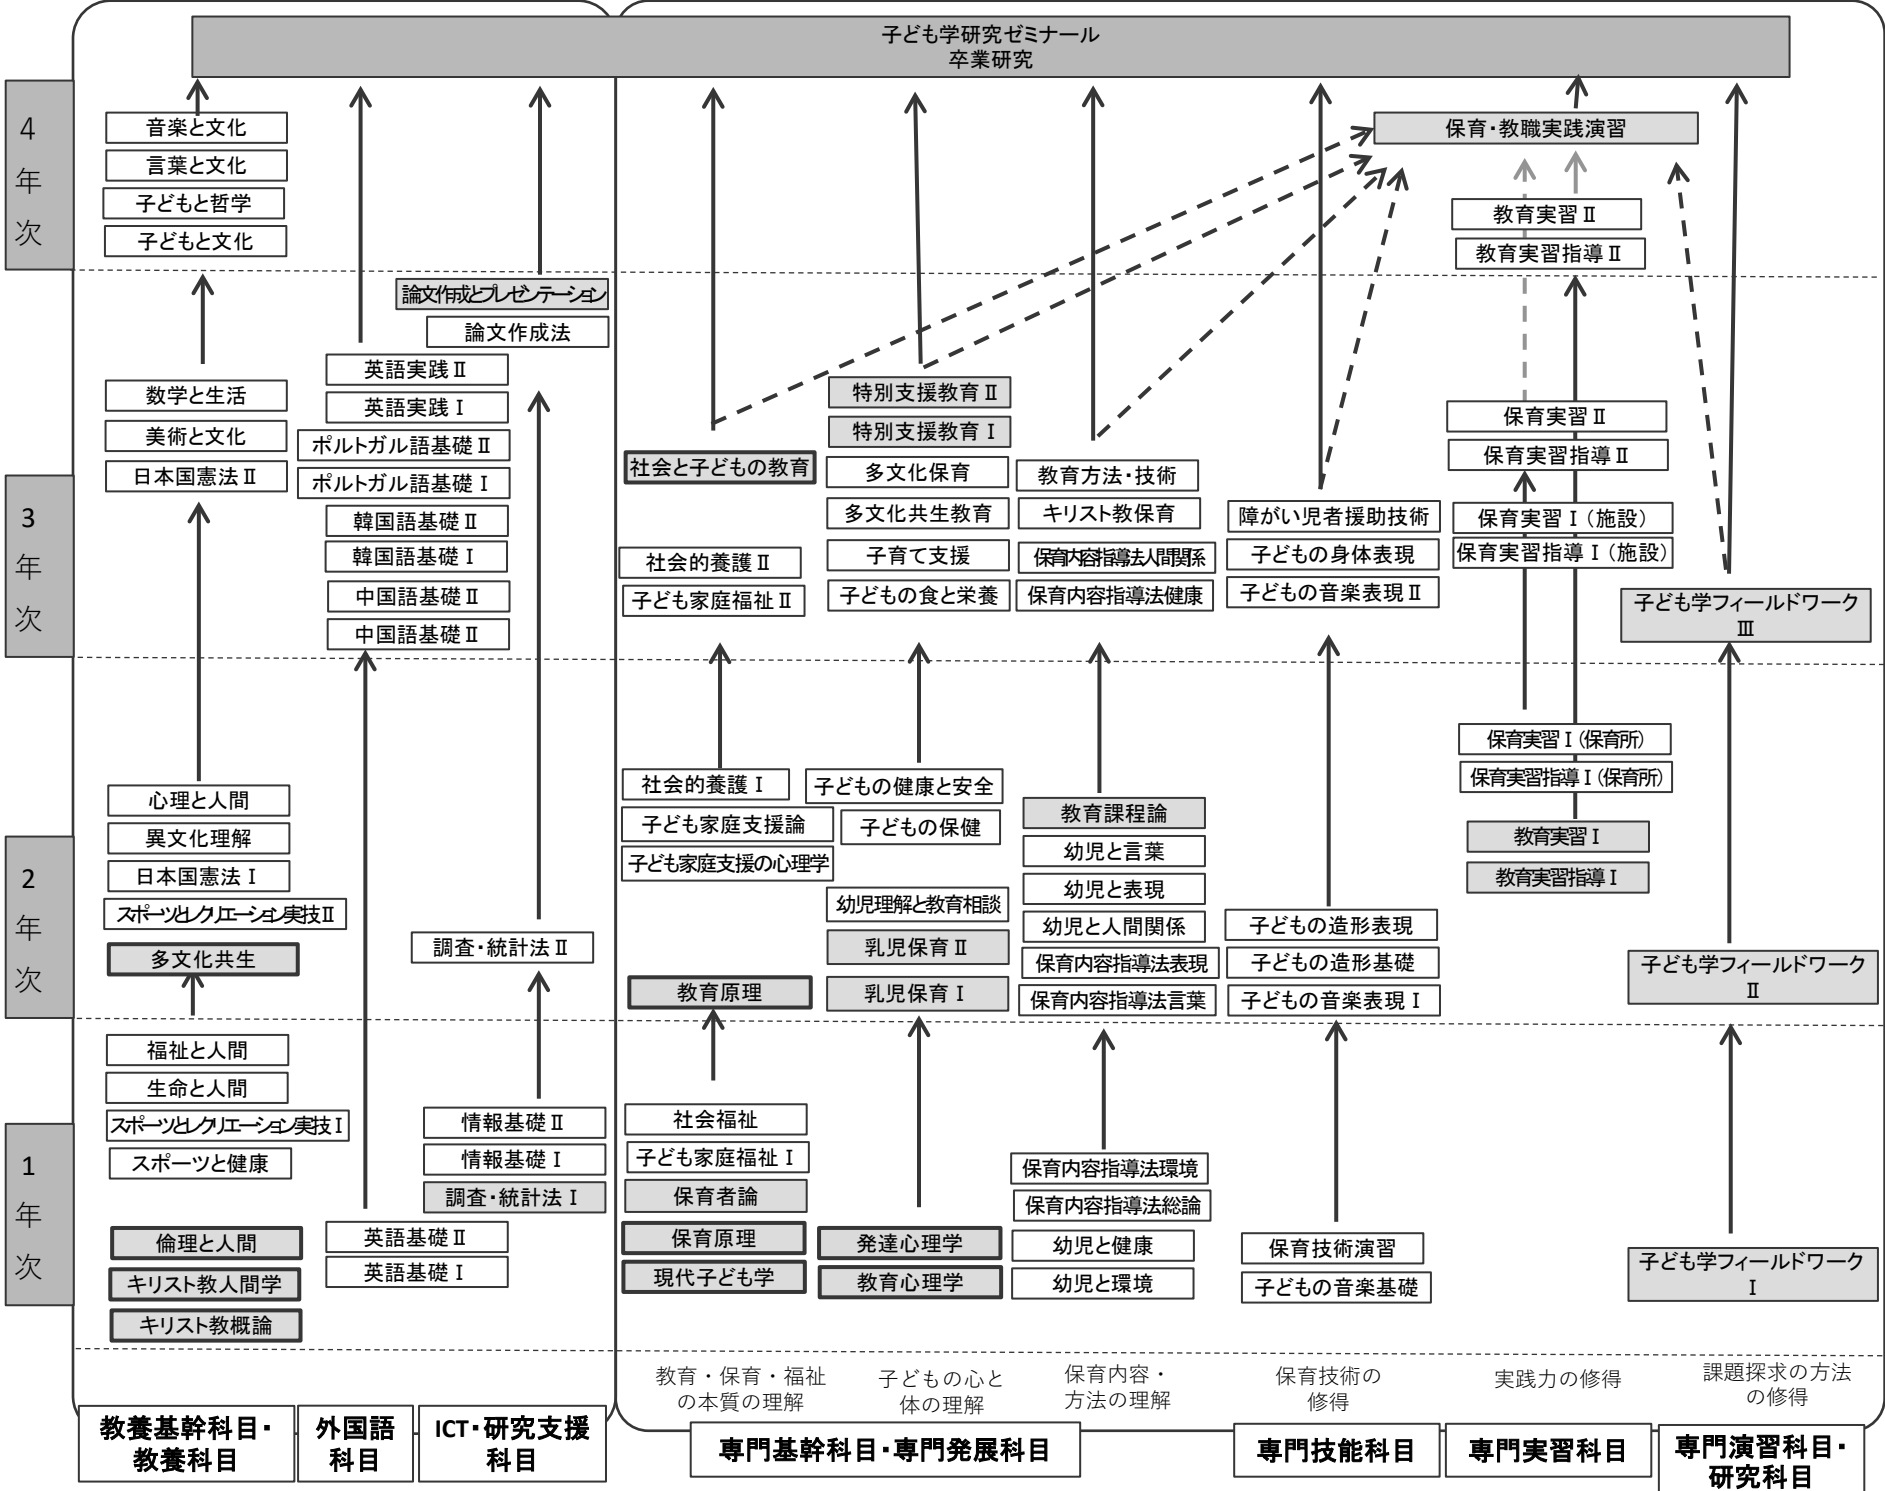 子ども学研究ゼミナール
卒業研究
4
年
次
音楽と文化
言葉と文化
子どもと哲学
子どもと文化
保育・教職実践演習
教育実習Ⅱ
教育実習指導Ⅱ
3
年
次
数学と生活
美術と文化
日本国憲法Ⅱ
英語実践Ⅱ
英語実践Ⅰ
ポルトガル語基礎Ⅱ
ポルトガル語基礎Ⅰ
韓国語基礎Ⅱ
韓国語基礎Ⅰ
中国語基礎Ⅱ
中国語基礎Ⅱ
論文作成とプレゼンテーション
論文作成法
社会と子どもの教育
社会的養護Ⅱ
子ども家庭福祉Ⅱ
特別支援教育Ⅱ
特別支援教育Ⅰ
多文化保育
多文化共生教育
子育て支援
子どもの食と栄養
教育方法・技術
キリスト教保育
保育内容指導法人間関係
保育内容指導法健康
障がい児者援助技術
子どもの身体表現
子どもの音楽表現Ⅱ
保育実習Ⅱ
保育実習指導Ⅱ
保育実習Ⅰ(施設)
保育実習指導Ⅰ(施設)
子ども学フィールドワーク
Ⅲ
2
年
次
心理と人間
異文化理解
日本国憲法Ⅰ
スポーツとレクリエーション実技Ⅱ
多文化共生
調査・統計法Ⅱ
社会的養護Ⅰ
子ども家庭支援論
子ども家庭支援の心理学
教育原理
子どもの健康と安全
子どもの保健
幼児理解と教育相談
乳児保育Ⅱ
乳児保育Ⅰ
教育課程論
幼児と言葉
幼児と表現
幼児と人間関係
保育内容指導法表現
保育内容指導法言葉
子どもの造形表現
子どもの造形基礎
子どもの音楽表現Ⅰ
保育実習Ⅰ(保育所)
保育実習指導Ⅰ(保育所)
教育実習Ⅰ
教育実習指導Ⅰ
子ども学フィールドワーク
Ⅱ
1
年
次
福祉と人間
生命と人間
スポーツとレクリエーション実技Ⅰ
スポーツと健康
倫理と人間
キリスト教人間学
キリスト教概論
英語基礎Ⅱ
英語基礎Ⅰ
情報基礎Ⅱ
情報基礎Ⅰ
調査・統計法Ⅰ
社会福祉
子ども家庭福祉Ⅰ
保育者論
保育原理
現代子ども学
発達心理学
教育心理学
保育内容指導法環境
保育内容指導法総論
幼児と健康
幼児と環境
保育技術演習
子どもの音楽基礎
子ども学フィールドワーク
Ⅰ
教育・保育・福祉
の本質の理解
子どもの心と
体の理解
保育内容・
方法の理解
保育技術の
修得
実践力の修得
課題探求の方法
の修得
教養基幹科目・
教養科目
外国語
科目
ICT・研究支援
科目
専門基幹科目・専門発展科目
専門技能科目
専門実習科目
専門演習科目・
研究科目